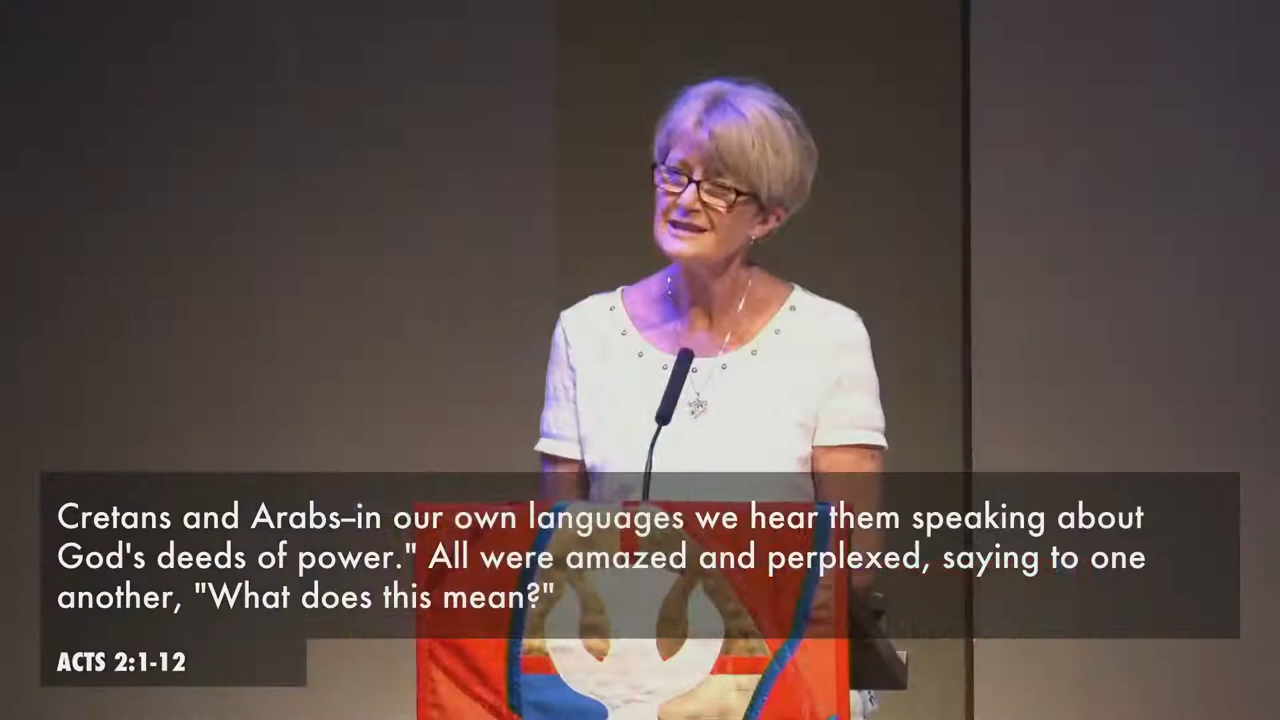 Cretans and Arabs–in our own languages we hear them speaking about
God's deeds of power." All were amazed and perplexed, saying to one
another, "What does this mean?"
ACTS 2:1-12